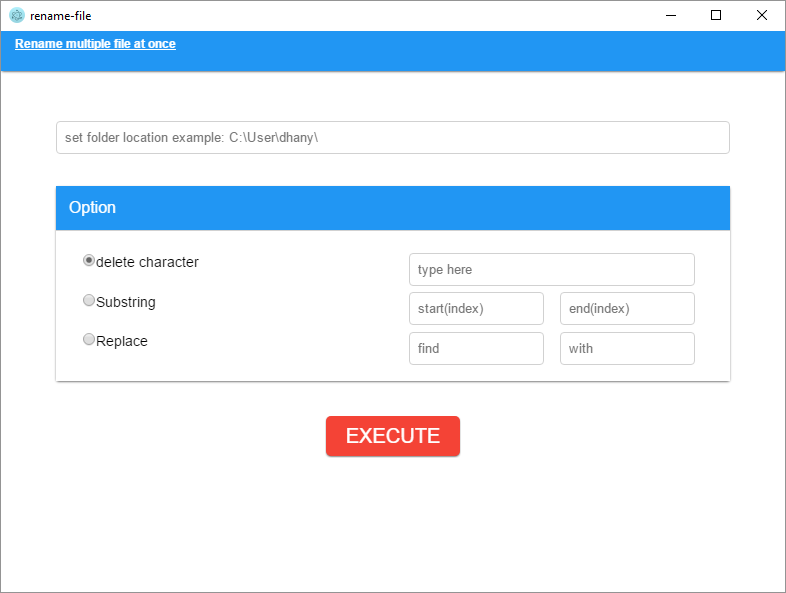 rename-file
Rename multiple file at once
set folder location example: C:\User\dhany\
Option
delete character
type here
Substring
start(index)
end(index)
Replace
find
with
EXECUTE